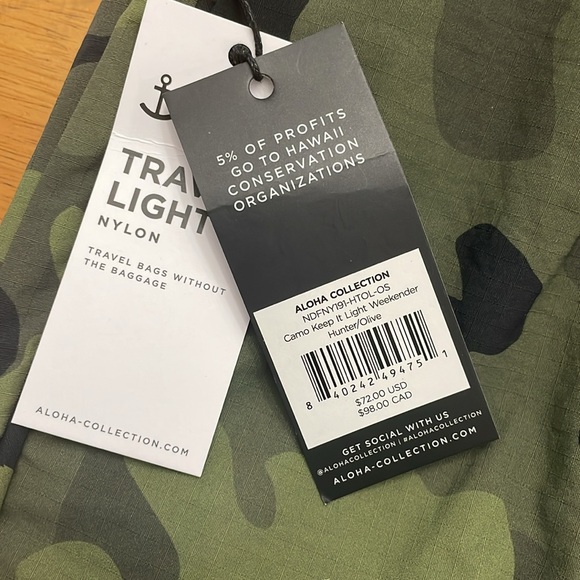 TRAV
LIGHT
NYLON
TRAVEL BAGS WITHOUT
THE BAGGAGE
ALOHA-COLLECTION.COM
5% OF PROFITS
GO TO HAWAII
CONSERVATION
ORGANIZATIONS
ALOHA COLLECTION
NDFNY191-HTOL-OS
Camo Keep It Light Weekender
Hunter/Olive
8 40242 49475 1
$72.00 USD
$98.00 CAD
GET SOCIAL WITH US
@ALOHACOLLECTION | #ALOHACOLLECTION
ALOHA-COLLECTION.COM